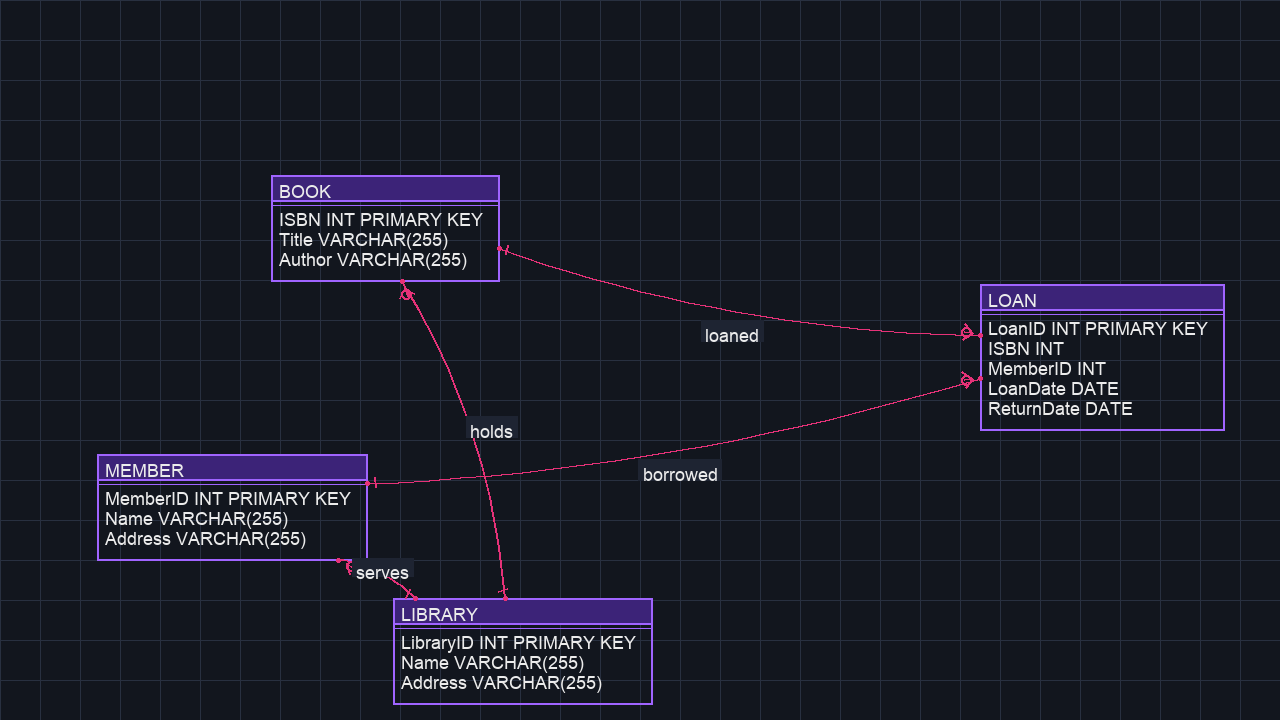 BOOK
ISBN INT PRIMARY KEY
Title VARCHAR(255)
Author VARCHAR(255)
LOAN
LoanID INT PRIMARY KEY
ISBN INT
MemberID INT
LoanDate DATE
ReturnDate DATE
loaned
holds
borrowed
MEMBER
MemberID INT PRIMARY KEY
Name VARCHAR(255)
Address VARCHAR(255)
serves
LIBRARY
LibraryID INT PRIMARY KEY
Name VARCHAR(255)
Address VARCHAR(255)